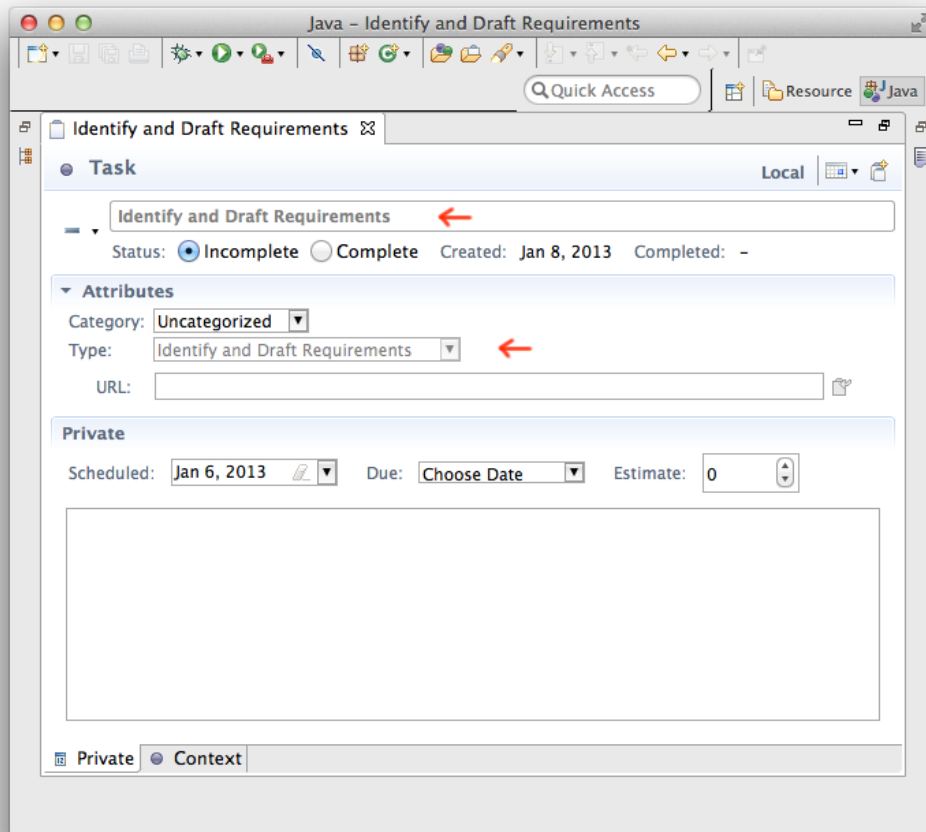 Java – Identify and Draft Requirements
Quick Access Resource Java
Identify and Draft Requirements
Task Local
Identify and Draft Requirements
Status: Incomplete Complete Created: Jan 8, 2013 Completed: –
Attributes
Category: Uncategorized
Type: Identify and Draft Requirements
URL:
Private
Scheduled: Jan 6, 2013 Due: Choose Date Estimate: 0
Private Context